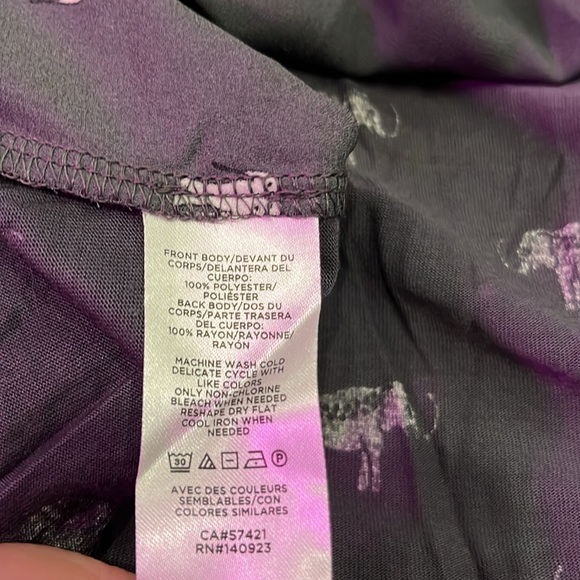 FRONT BODY/DEVANT DU
CORPS/DELANTERA DEL
CUERPO:
100% POLYESTER/
POLIÉSTER
BACK BODY/DOS DU
CORPS/PARTE TRASERA
DEL CUERPO:
100% RAYON/RAYONNE/
RAYÓN
MACHINE WASH COLD
DELICATE CYCLE WITH
LIKE COLORS
ONLY NON-CHLORINE
BLEACH WHEN NEEDED
RESHAPE DRY FLAT
COOL IRON WHEN
NEEDED
30 P
AVEC DES COULEURS
SEMBLABLES/CON
COLORES SIMILARES
CA#57421
RN#140923